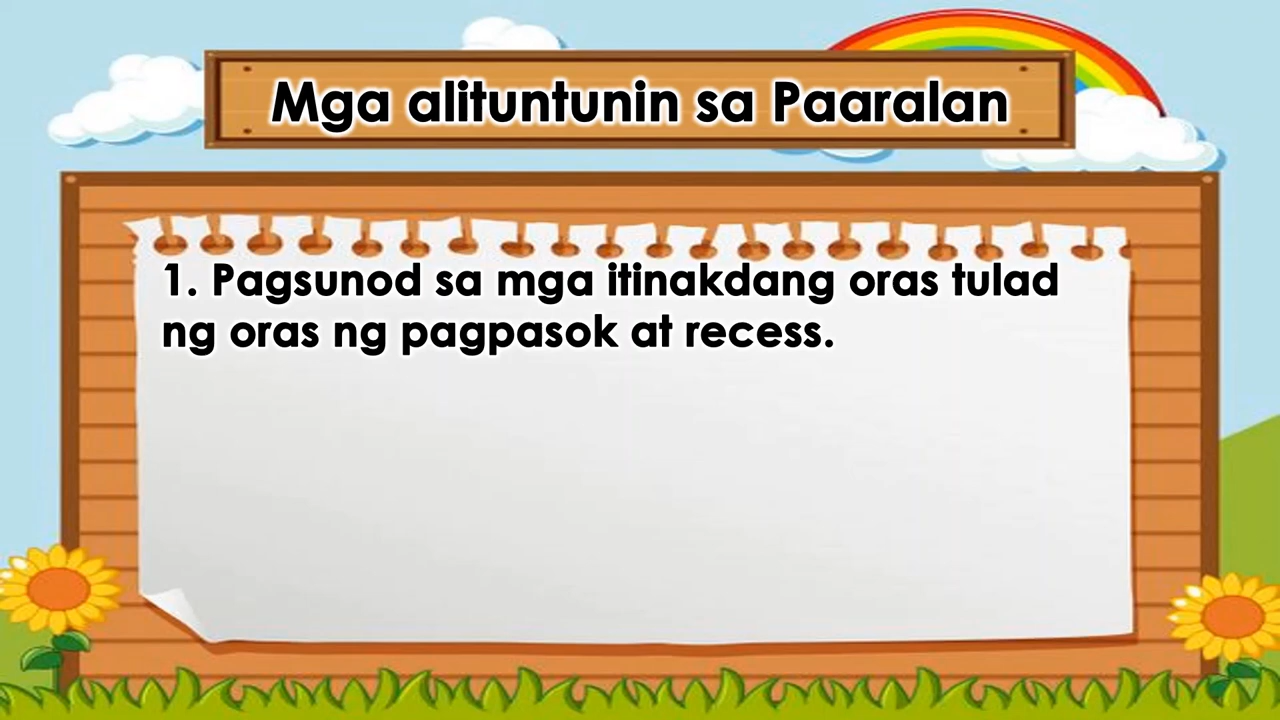 Mga alituntunin sa Paaralan
1. Pagsunod sa mga itinakdang oras tulad
ng oras ng pagpasok at recess.